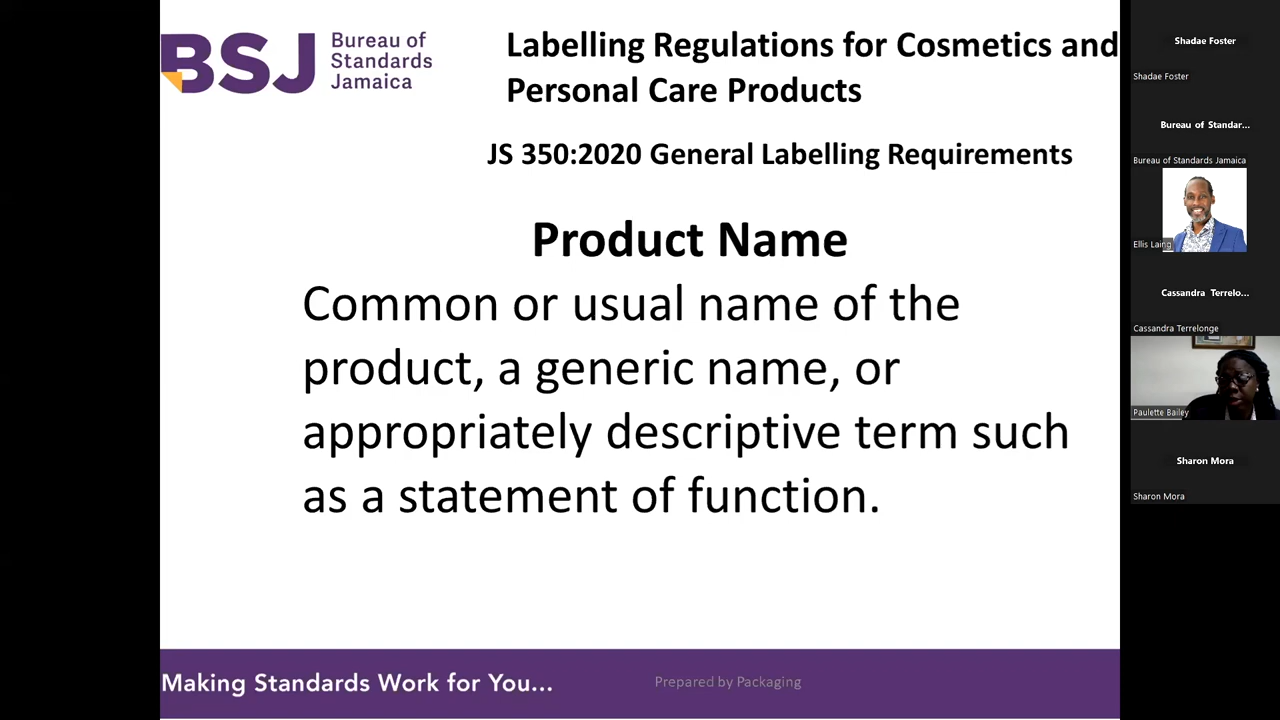 BSJ
Bureau of
Standards
Jamaica
Labelling Regulations for Cosmetics and
Personal Care Products
JS 350:2020 General Labelling Requirements
Product Name
Common or usual name of the
product, a generic name, or
appropriately descriptive term such
as a statement of function.
Making Standards Work for You...
Prepared by Packaging
Shadae Foster
Shadae Foster
Bureau of Standar...
Bureau of Standards Jamaica
Ellis Laing
Cassandra Terrelo...
Cassandra Terrelonge
Paulette Bailey
Sharon Mora
Sharon Mora